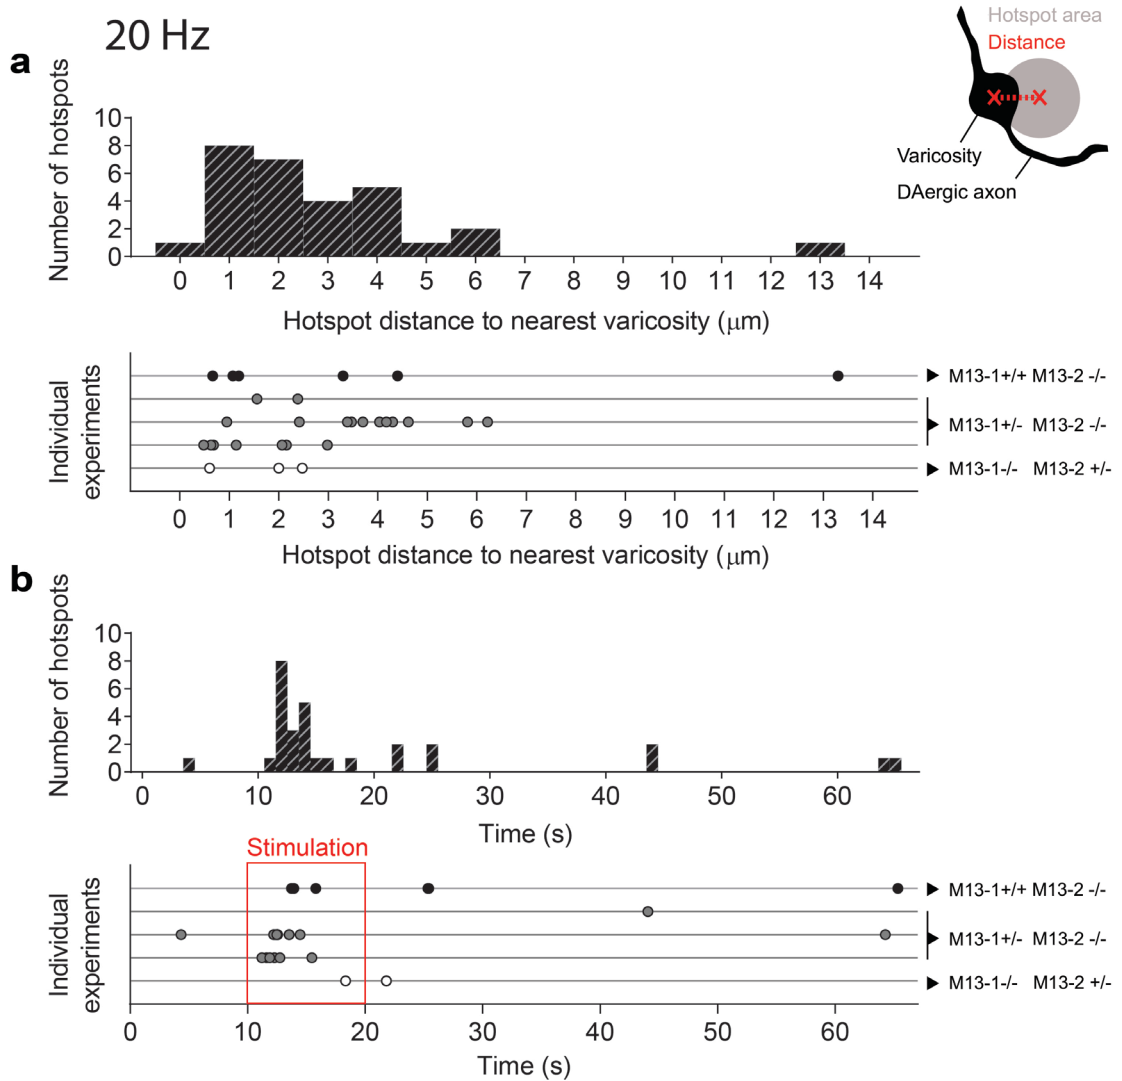 20 Hz
Hotspot area
Distance
Varicosity
DAergic axon
a
Number of hotspots
10
8
6
4
2
0
0 1 2 3 4 5 6 7 8 9 10 11 12 13 14
Hotspot distance to nearest varicosity (μm)
Individual
experiments
M13-1+/+ M13-2 -/-
M13-1+/- M13-2 -/-
M13-1-/- M13-2 +/-
0 1 2 3 4 5 6 7 8 9 10 11 12 13 14
Hotspot distance to nearest varicosity (μm)
b
Number of hotspots
10
8
6
4
2
0
0 10 20 30 40 50 60
Time (s)
Stimulation
Individual
experiments
M13-1+/+ M13-2 -/-
M13-1+/- M13-2 -/-
M13-1-/- M13-2 +/-
0 10 20 30 40 50 60
Time (s)